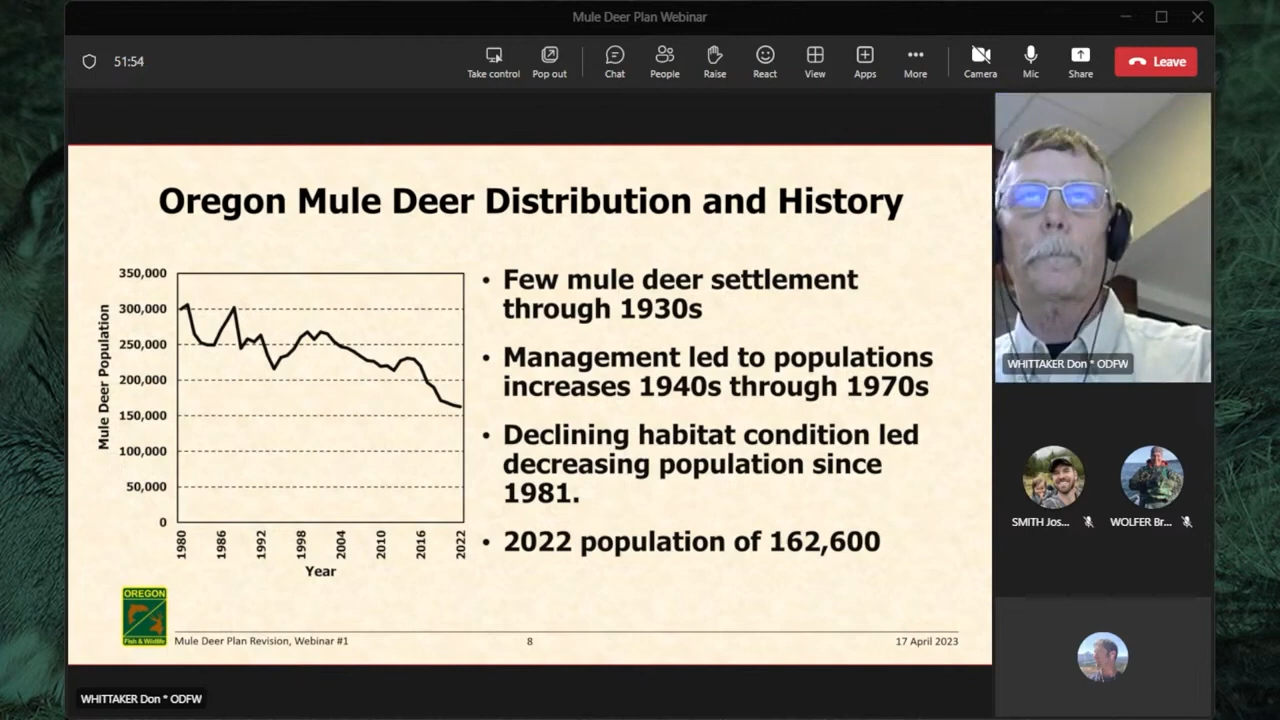 Mule Deer Plan Webinar
51:54
Take control
Pop out
Chat
People
Raise
React
View
Apps
More
Camera
Mic
Share
Leave
Oregon Mule Deer Distribution and History
350,000
300,000
250,000
200,000
150,000
100,000
50,000
0
Mule Deer Population
1980
1986
1992
1998
2004
2010
2016
2022
Year
• Few mule deer settlement
through 1930s
• Management led to populations
increases 1940s through 1970s
• Declining habitat condition led
decreasing population since
1981.
• 2022 population of 162,600
OREGON
Fish & Wildlife
Mule Deer Plan Revision, Webinar #1
8
17 April 2023
WHITTAKER Don * ODFW
SMITH Jos...
WOLFER Br...
WHITTAKER Don * ODFW